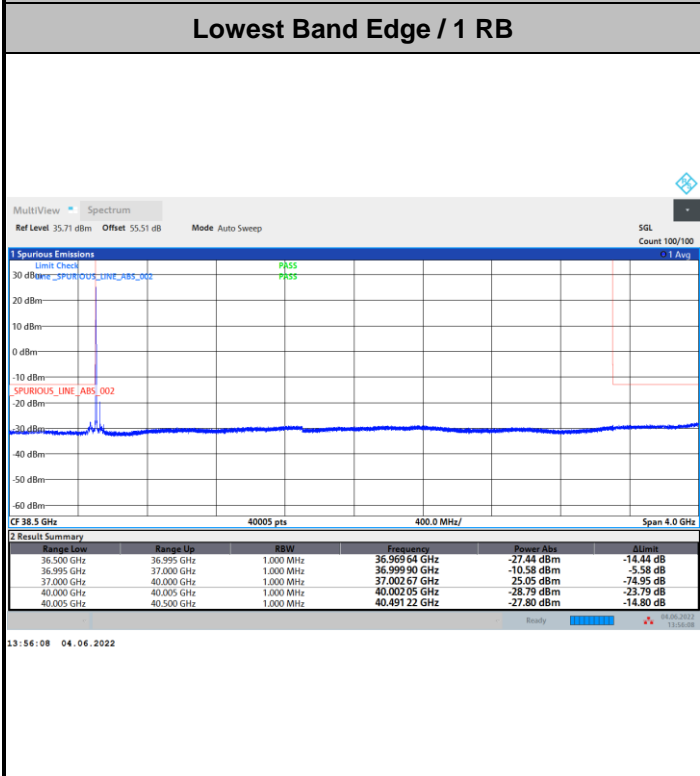 Lowest Band Edge / 1 RB
MultiView Spectrum
Ref Level 35.71 dBm Offset 55.51 dB Mode Auto Sweep SGL
Count 100/100
1 Spurious Emissions 1 Avg
Limit Check PASS
Line _SPURIOUS_LINE_ABS_002 PASS
30 dBm
20 dBm
10 dBm
0 dBm
-10 dBm
_SPURIOUS_LINE_ABS_002
-20 dBm
-30 dBm
-40 dBm
-50 dBm
-60 dBm
CF 38.5 GHz 40005 pts 400.0 MHz/ Span 4.0 GHz
2 Result Summary
Range Low Range Up RBW Frequency Power Abs ΔLimit
36.500 GHz 36.995 GHz 1.000 MHz 36.969 64 GHz -27.44 dBm -14.44 dB
36.995 GHz 37.000 GHz 1.000 MHz 36.999 90 GHz -10.58 dBm -5.58 dB
37.000 GHz 40.000 GHz 1.000 MHz 37.002 67 GHz 25.05 dBm -74.95 dB
40.000 GHz 40.005 GHz 1.000 MHz 40.002 05 GHz -28.79 dBm -23.79 dB
40.005 GHz 40.500 GHz 1.000 MHz 40.491 22 GHz -27.80 dBm -14.80 dB
Ready 04.06.2022
13:56:08
13:56:08 04.06.2022